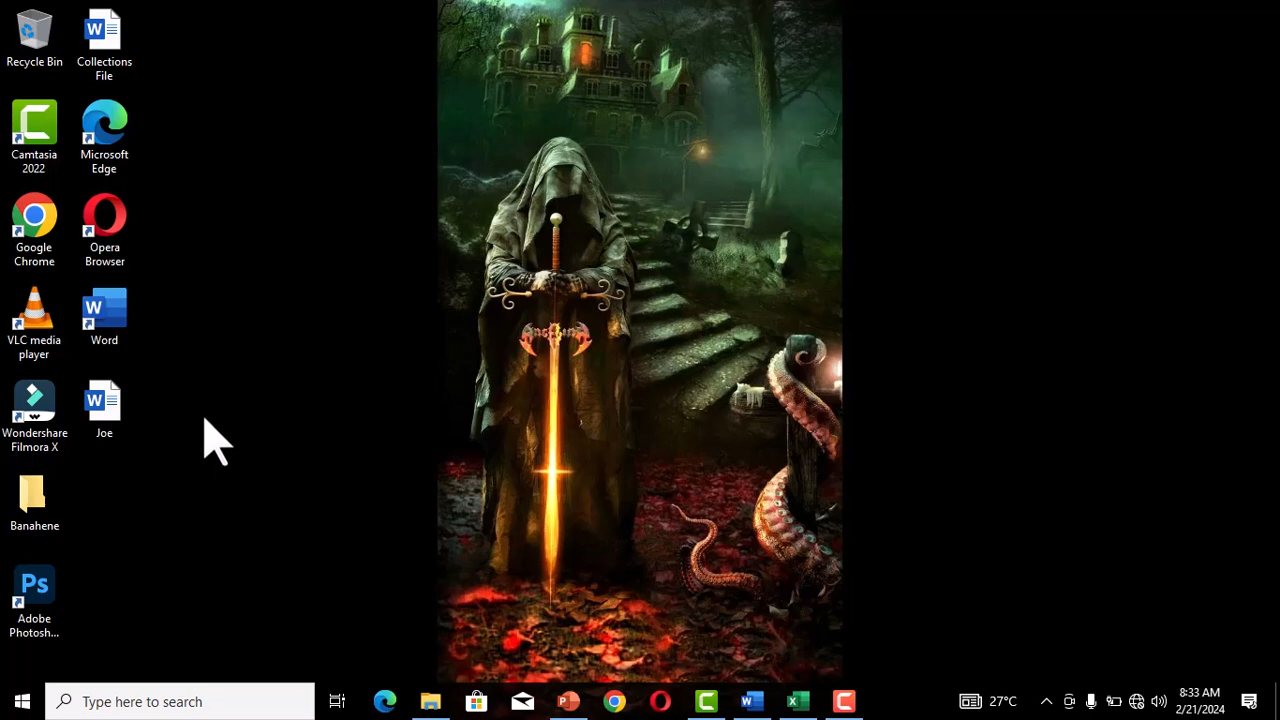 Recycle Bin
Collections
File
Camtasia
2022
Microsoft
Edge
Google
Chrome
Opera
Browser
VLC media
player
Word
Wondershare
Filmora X
Joe
Banahene
Ps
Adobe
Photosh...
Type here to search
27°C
8:33 AM
2/21/2024